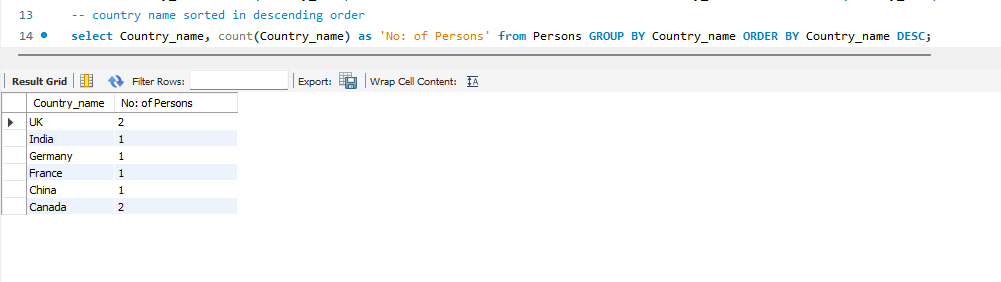 13 -- country name sorted in descending order
14 select Country_name, count(Country_name) as 'No: of Persons' from Persons GROUP BY Country_name ORDER BY Country_name DESC;
Result Grid Filter Rows: Export: Wrap Cell Content:
Country_name No: of Persons
UK 2
India 1
Germany 1
France 1
China 1
Canada 2